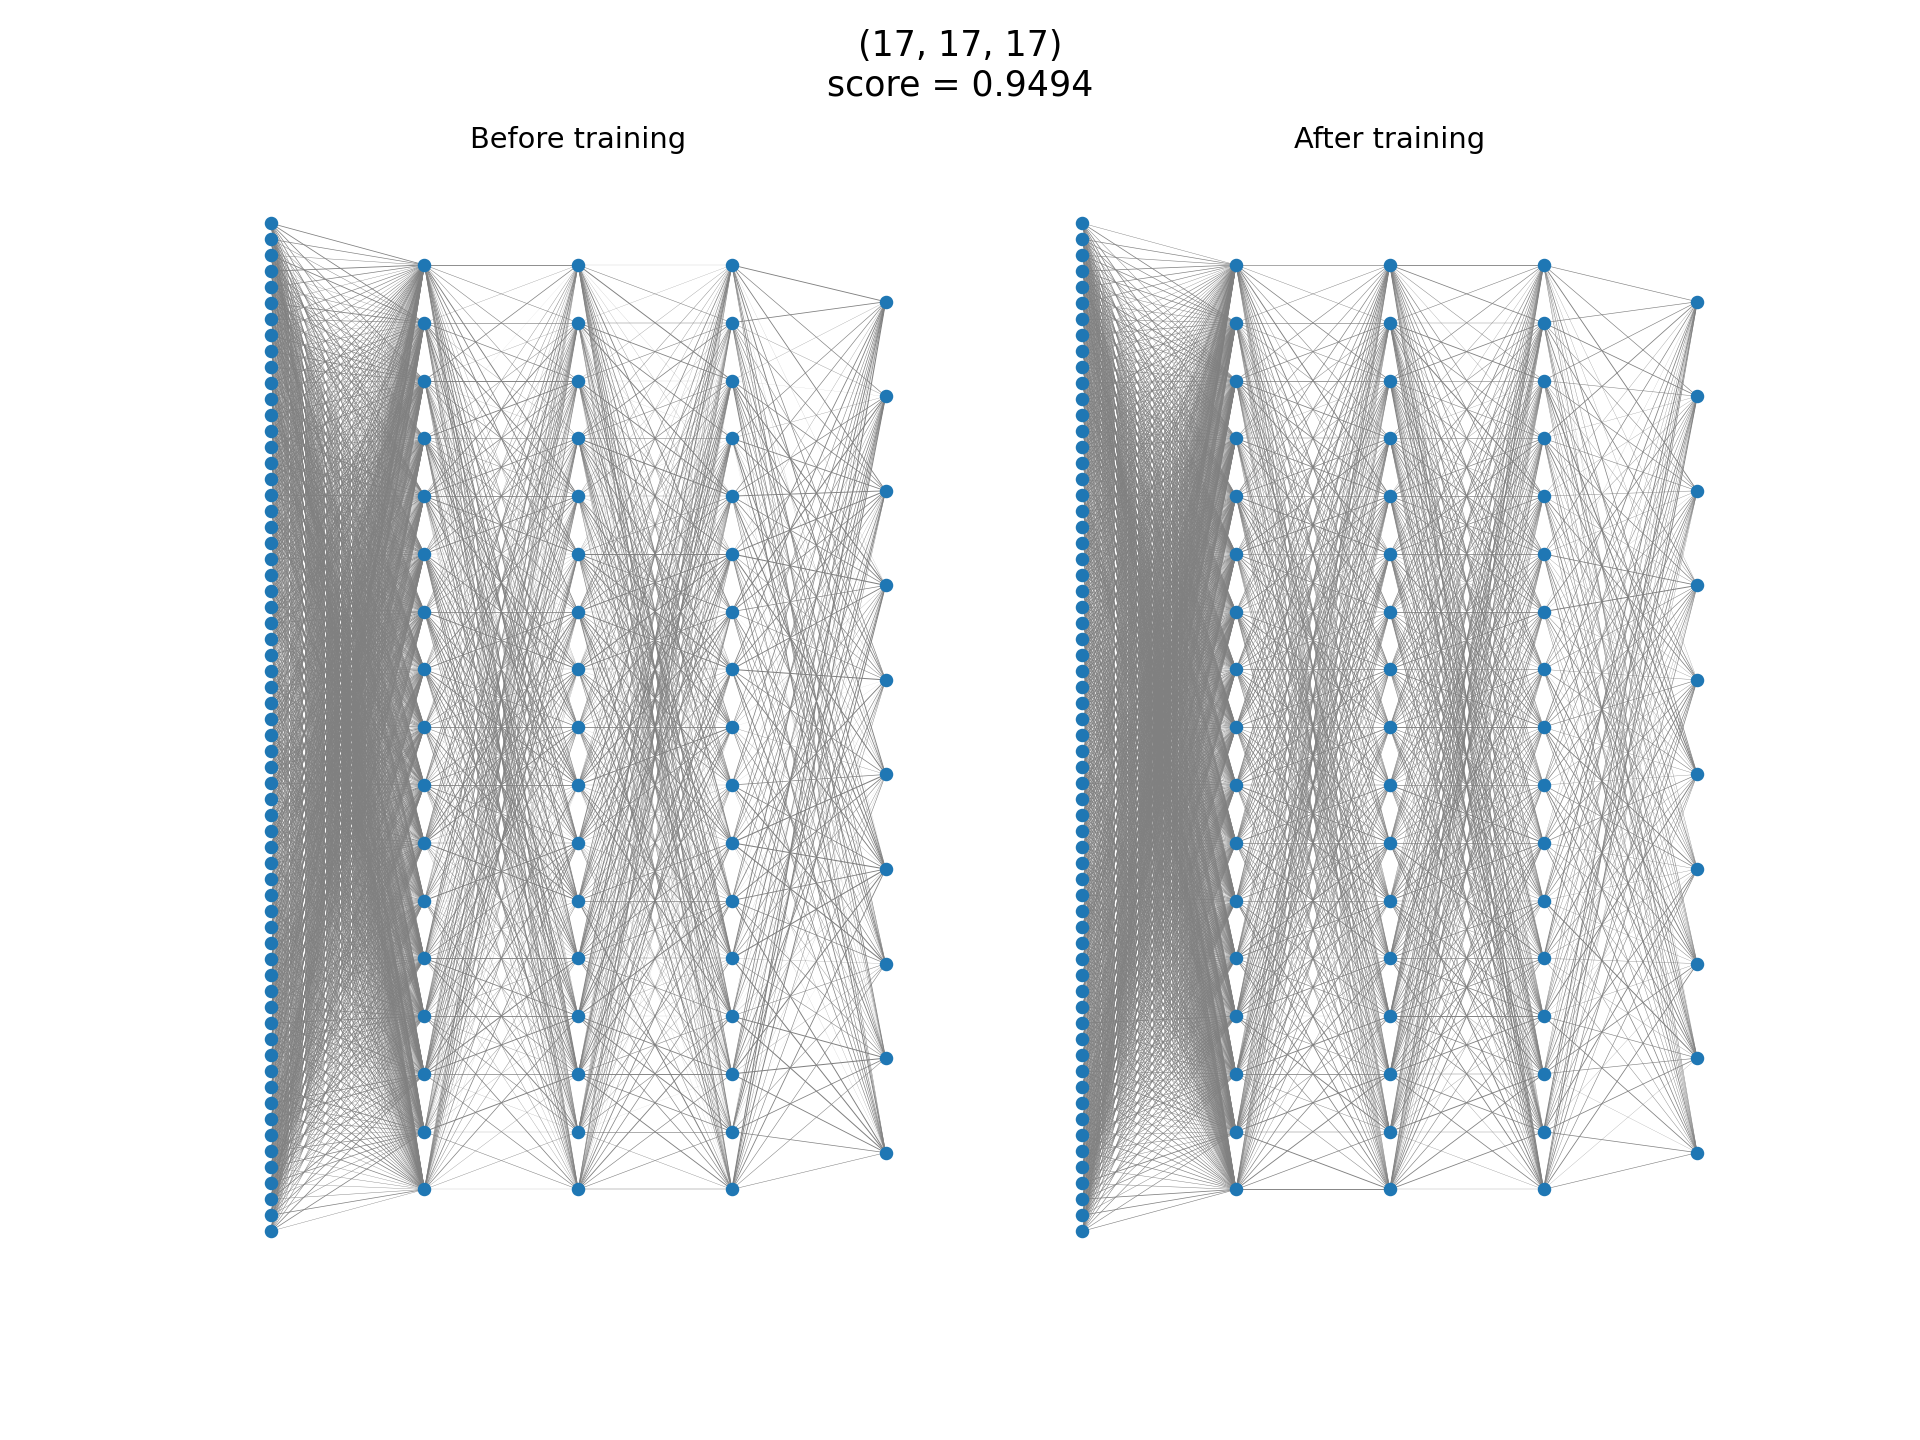 (17, 17, 17)
score = 0.9494
Before training
After training